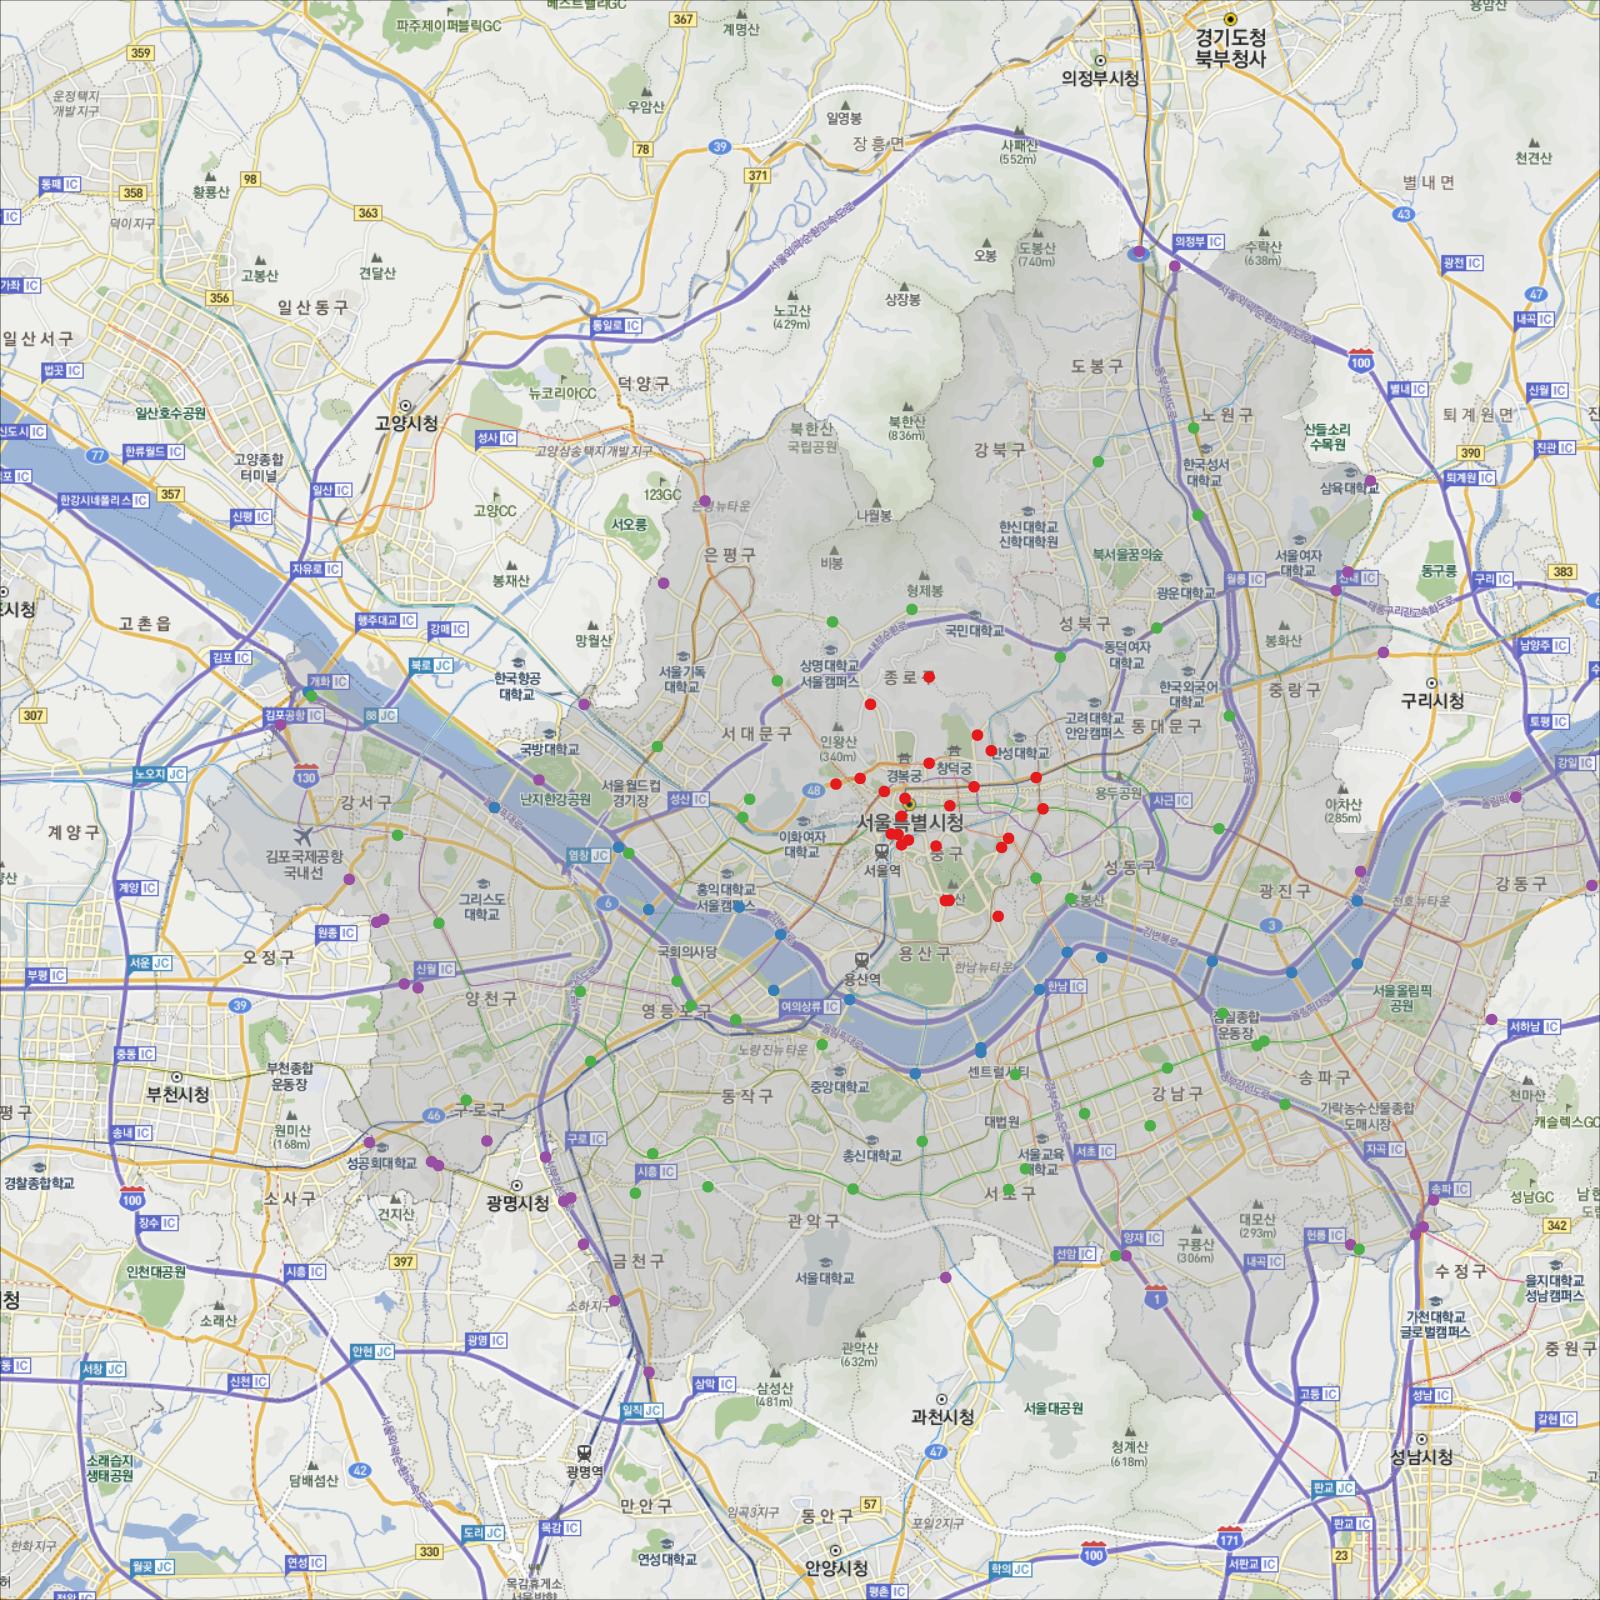 파주제이퍼블릭GC
367
계명산
경기도청
북부청사
359
의정부시청
운정택지
개발지구
우암산
일영봉
78
39
장흥면
사패산
(552m)
천견산
동패 IC
358
98
황룡산
371
별내면
363
43
덕이지구
의정부 IC
오봉
도봉산
(740m)
수락산
(638m)
고봉산
견달산
광전 IC
356
상장봉
47
일산동구
노고산
(429m)
통일로 IC
내곡 IC
일산서구
100
법곳 IC
뉴코리아CC
덕양구
도봉구
별내 IC
신월 IC
고양시청
일산호수공원
북한산
국립공원
북한산
(836m)
노원구
퇴계원면
산들소리
수목원
성사 IC
고양삼송택지개발지구
강북구
77
한류월드 IC
고양종합
터미널
한국성서
대학교
390
진관 IC
퇴계원 IC
삼육대학교
357
한강시네폴리스 IC
일산 IC
신평 IC
고양CC
123GC
서오릉
은평뉴타운
나월봉
한신대학교
신학대학원
은평구
비봉
북서울꿈의숲
서울여자
대학교
동구릉
자유로 IC
봉재산
월릉 IC
신내 IC
구리 IC
383
형제봉
광운대학교
고촌읍
행주대교 IC
강매 IC
망월산
내부순환로
국민대학교
성북구
봉화산
동덕여자
대학교
남양주 IC
김포 IC
북로 JC
한국항공
대학교
서울기독
대학교
상명대학교
서울캠퍼스
종로
한국외국어
대학교
중랑구
구리시청
개화 IC
307
김포공항 IC
88 JC
국방대학교
서대문구
인왕산
(340m)
고려대학교
안암캠퍼스
동대문구
토평 IC
한성대학교
노오지 JC
130
경복궁
창덕궁
강일 IC
난지한강공원
서울월드컵
경기장
강서구
48
성산 IC
용두공원
사근 IC
아차산
(285m)
계양구
김포국제공항
국내선
서울특별시청
이화여자
대학교
염창 JC
서울역
중구
성동구
광진구
강동구
계양 IC
그리스도
대학교
홍익대학교
서울캠퍼스
6
천호뉴타운
원종 IC
3
강변북로
국회의사당
용산구
한남뉴타운
오정구
서운 JC
부평 IC
신월 IC
용산역
양천구
한남 IC
서울올림픽
공원
39
영등포구
여의상류 IC
올림픽대로
잠실종합
운동장
서하남 IC
중동 IC
노량진뉴타운
부천종합
운동장
부천시청
중앙대학교
센트럴시티
송파구
강남구
천마산
동작구
46
구로구
대법원
가락농수산물종합
도매시장
원미산
(168m)
송내 IC
구로 IC
성공회대학교
총신대학교
서울교육
대학교
서초 IC
자곡 IC
경찰종합학교
시흥 IC
송파 IC
100
소사구
광명시청
서초구
성남GC
건지산
관악구
대모산
(293m)
장수 IC
342
양재 IC
구룡산
(306m)
헌릉 IC
선암 IC
금천구
397
서울대학교
내곡 IC
수정구
을지대학교
성남캠퍼스
인천대공원
시흥 IC
1
소하지구
소래산
가천대학교
글로벌캠퍼스
중원구
관악산
(632m)
광명 IC
안현 JC
서창 JC
신천 IC
삼막 IC
삼성산
(481m)
고등 IC
성남 IC
과천시청
서울대공원
일직 JC
갈현 IC
청계산
(618m)
47
성남시청
소래습지
생태공원
담배섬산
42
광명역
판교 JC
만안구
임곡3지구
57
동안구
포일2지구
한화지구
도리 JC
목감 IC
171
판교 IC
330
연성대학교
100
23
월곶 JC
연성 IC
안양시청
학의 JC
서판교 IC
목감휴게소
평촌 IC